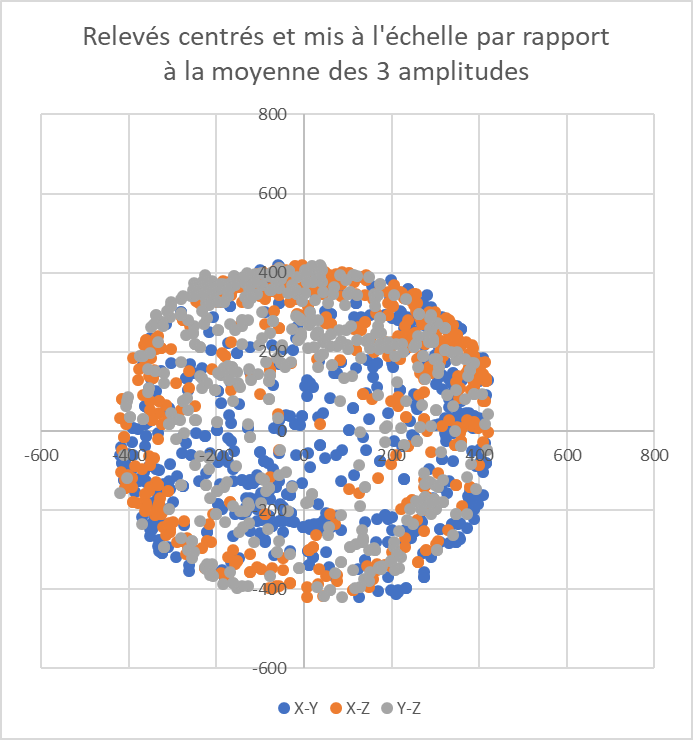 Relevés centrés et mis à l'échelle par rapport
à la moyenne des 3 amplitudes
800
600
400
200
0
-600 -400 -200 0 200 400 600 800
-200
-400
-600
X-Y X-Z Y-Z